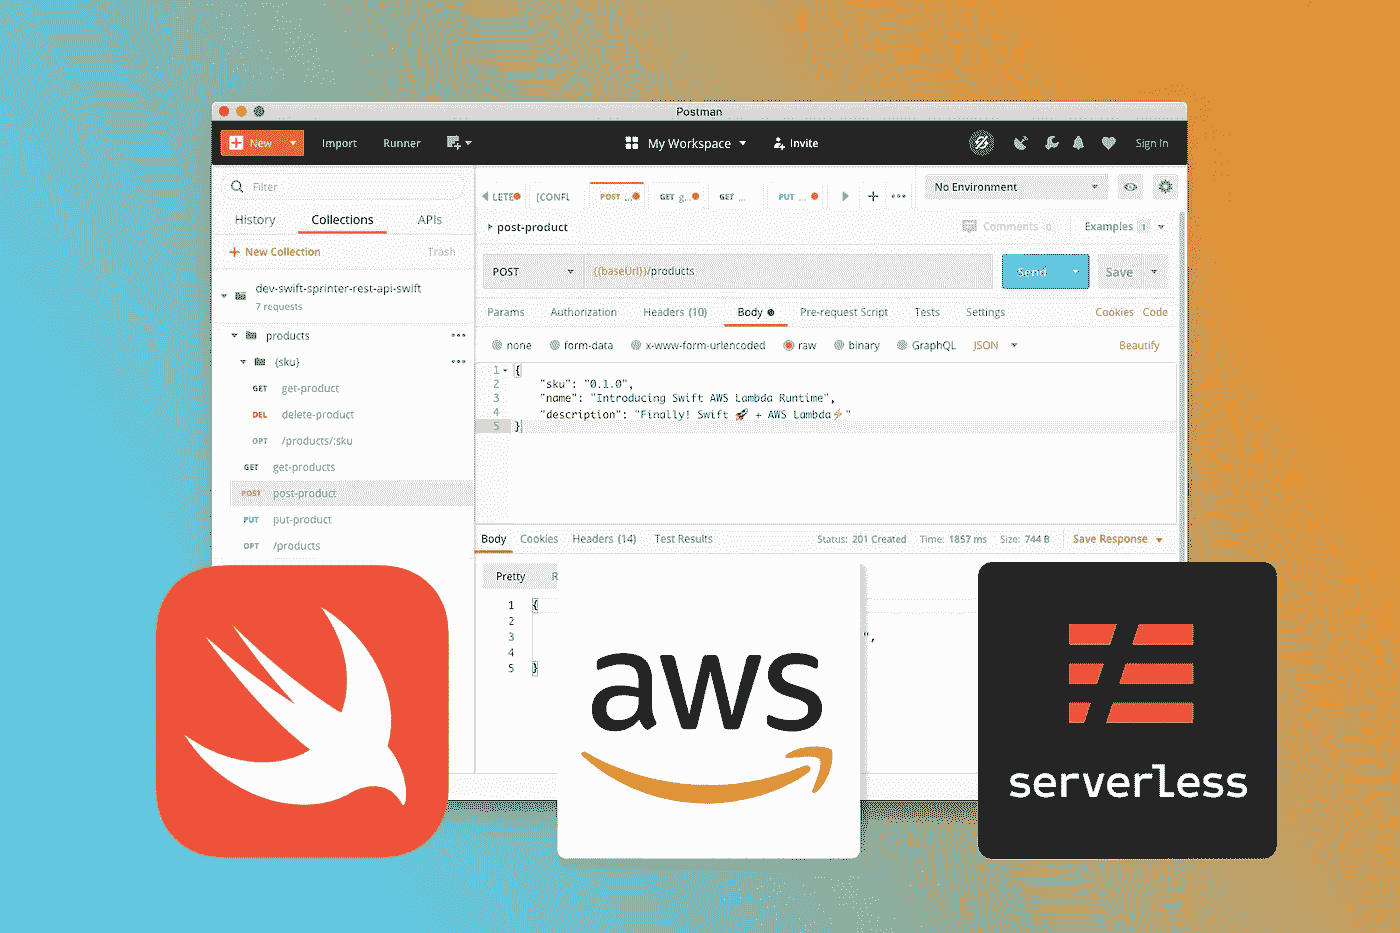 Postman
New
Import
Runner
My Workspace
Invite
Sign In
Filter
History
Collections
APIs
New Collection
Trash
dev-swift-sprinter-rest-api-swift
7 requests
products
{sku}
GET get-product
DEL delete-product
OPT /products/:sku
GET get-products
POST post-product
PUT put-product
OPT /products
LETE
[CONFL
POST ...
GET g...
GET ...
PUT ...
No Environment
post-product
Comments 0
Examples 1
POST
{{baseUrl}}/products
Send
Save
Params
Authorization
Headers (10)
Body
Pre-request Script
Tests
Settings
Cookies
Code
none
form-data
x-www-form-urlencoded
raw
binary
GraphQL
JSON
Beautify
1 {
2 "sku": "0.1.0",
3 "name": "Introducing Swift AWS Lambda Runtime",
4 "description": "Finally! Swift 🚀 + AWS Lambda⚡"
5 }
Body
Cookies
Headers (14)
Test Results
Status: 201 Created
Time: 1857 ms
Size: 744 B
Save Response
Pretty
R
1 {
2
3 ",
4
5 }
aws
serverless